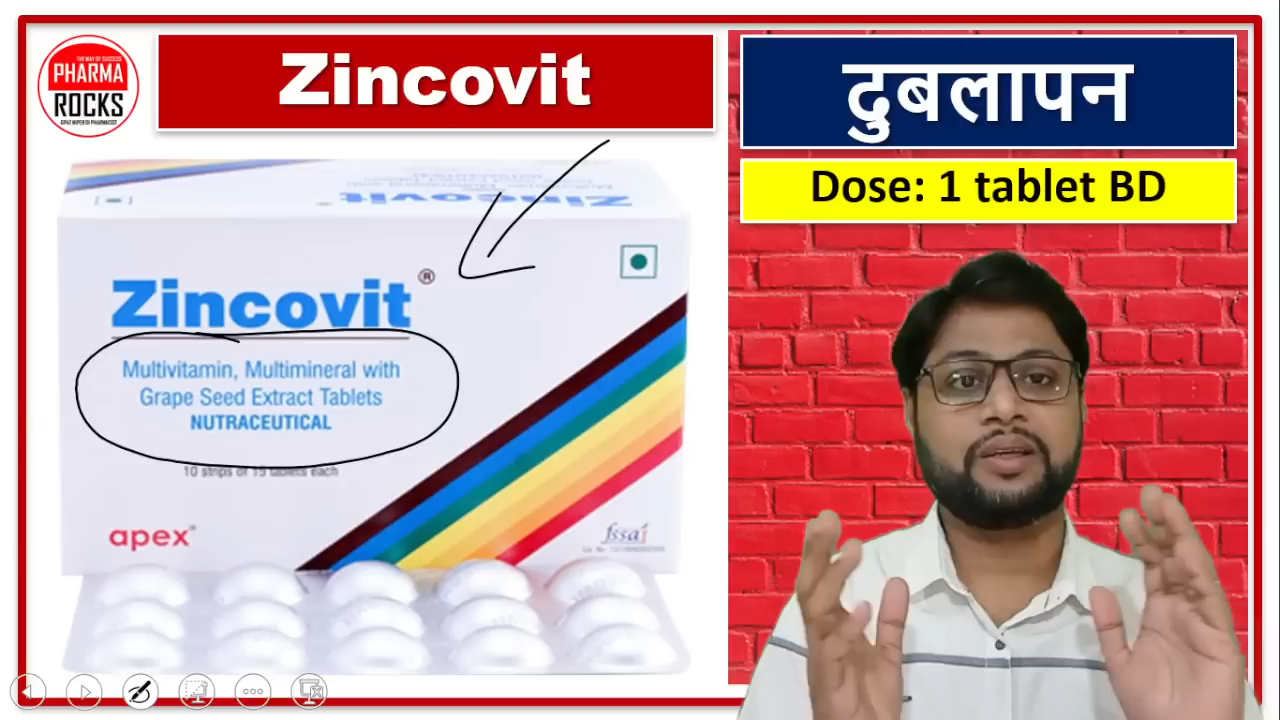 THE WAY OF SUCCESS
PHARMA
ROCKS
Zincovit
दुबलापन
Dose: 1 tablet BD
Zincovit
Zincovit®
Multivitamin, Multimineral with
Grape Seed Extract Tablets
NUTRACEUTICAL
10 strips of 15 tablets each
apex®
fssai